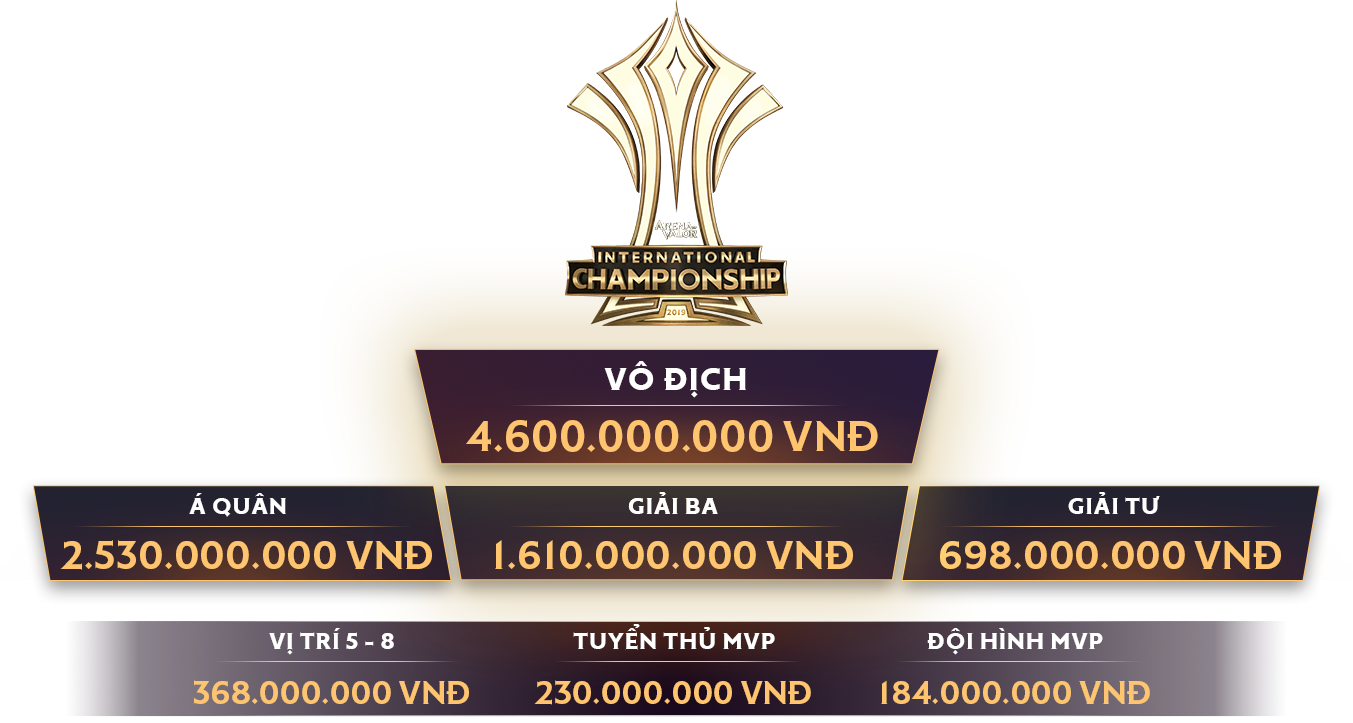 ARENA OF
VALOR
INTERNATIONAL
CHAMPIONSHIP
2019
VÔ ĐỊCH
4.600.000.000 VNĐ
Á QUÂN
2.530.000.000 VNĐ
GIẢI BA
1.610.000.000 VNĐ
GIẢI TƯ
698.000.000 VNĐ
VỊ TRÍ 5 - 8
368.000.000 VNĐ
TUYỂN THỦ MVP
230.000.000 VNĐ
ĐỘI HÌNH MVP
184.000.000 VNĐ